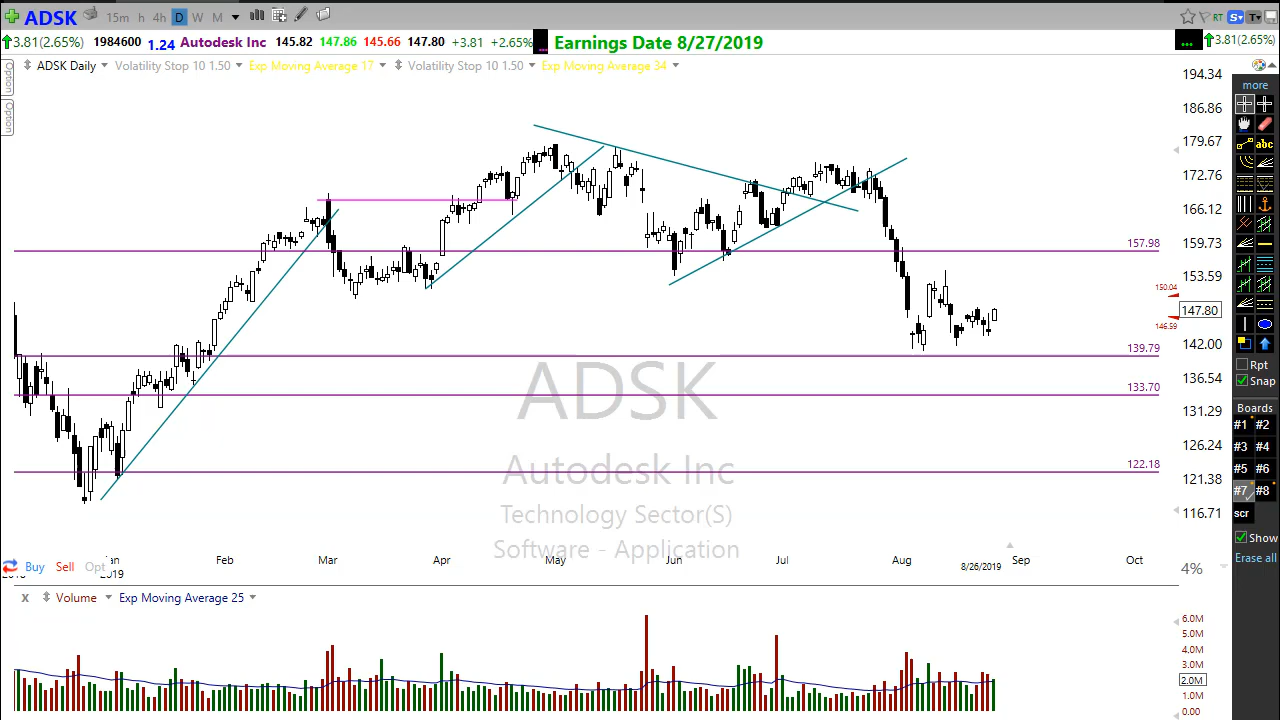 ADSK 15m h 4h D W M RT S T
3.81(2.65%) 1984600 1.24 Autodesk Inc 145.82 147.86 145.66 147.80 +3.81 +2.65% ... Earnings Date 8/27/2019 ... 3.81(2.65%)
ADSK Daily Volatility Stop 10 1.50 Exp Moving Average 17 Volatility Stop 10 1.50 Exp Moving Average 34
Option
Option
194.34
186.86
179.67
172.76
166.12
159.73
153.59
147.80
142.00
136.54
131.29
126.24
121.38
116.71
157.98
150.04
146.59
139.79
133.70
122.18
ADSK
Autodesk Inc
Technology Sector(S)
Software - Application
2019 Feb Mar Apr May Jun Jul Aug 8/26/2019 Sep Oct
Buy Sell Opt
4%
x Volume Exp Moving Average 25
6.0M
5.0M
4.0M
3.0M
2.0M
1.0M
0.00
more
abc
Rpt
Snap
Boards
#1 #2
#3 #4
#5 #6
#7 #8
scr
Show
Erase all